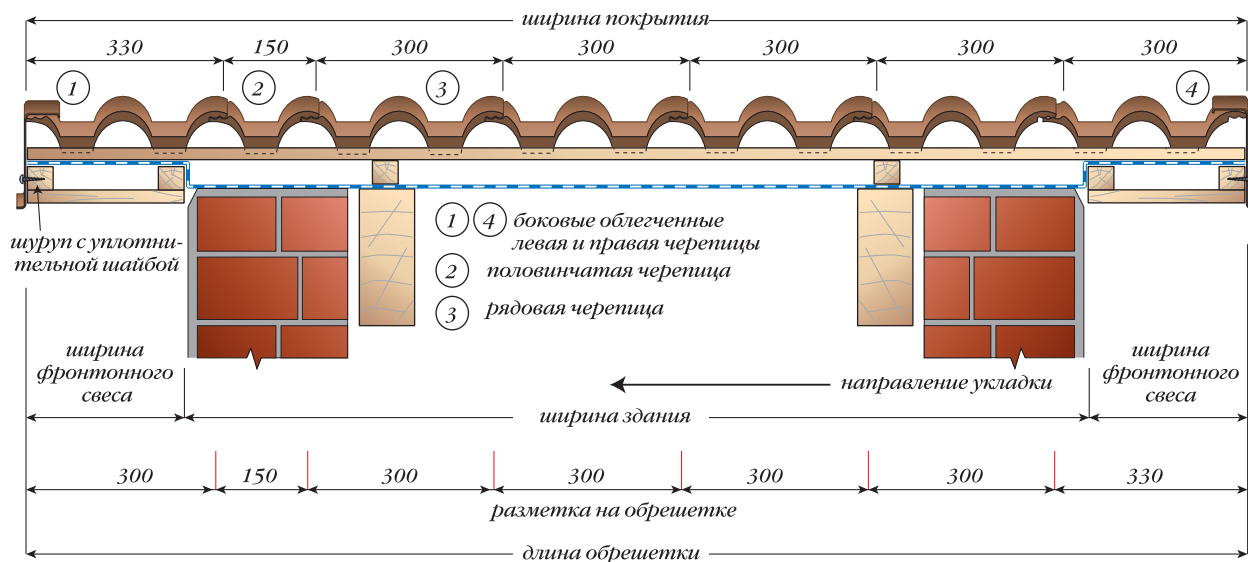 ширина покрытия
330 150 300 300 300 300 300
1 2 3 4
шуруп с уплотни-
тельной шайбой
1 4 боковые облегченные
левая и правая черепицы
2 половинчатая черепица
3 рядовая черепица
ширина
фронтонного
свеса
направление укладки
ширина
фронтонного
свеса
ширина здания
300 150 300 300 300 300 330
разметка на обрешетке
длина обрешетки